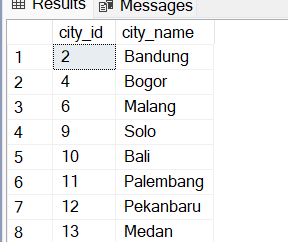 Results Messages
city_id city_name
1 2 Bandung
2 4 Bogor
3 6 Malang
4 9 Solo
5 10 Bali
6 11 Palembang
7 12 Pekanbaru
8 13 Medan